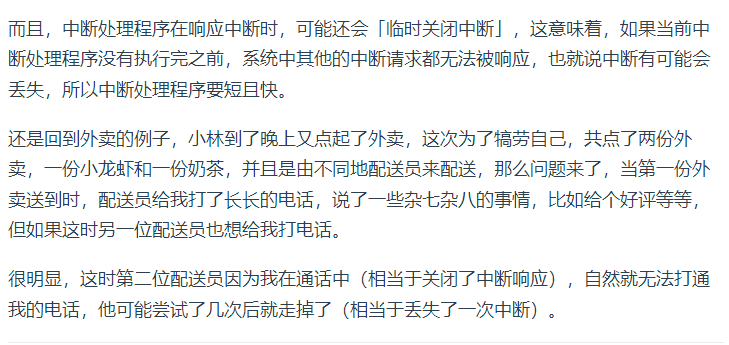 而且，中断处理程序在响应中断时，可能还会「临时关闭中断」，这意味着，如果当前中
断处理程序没有执行完之前，系统中其他的中断请求都无法被响应，也就说中断有可能会
丢失，所以中断处理程序要短且快。
还是回到外卖的例子，小林到了晚上又点起了外卖，这次为了犒劳自己，共点了两份外
卖，一份小龙虾和一份奶茶，并且是由不同地配送员来配送，那么问题来了，当第一份外
卖送到时，配送员给我打了长长的电话，说了一些杂七杂八的事情，比如给个好评等等，
但如果这时另一位配送员也想给我打电话。
很明显，这时第二位配送员因为我在通话中（相当于关闭了中断响应），自然就无法打通
我的电话，他可能尝试了几次后就走掉了（相当于丢失了一次中断）。